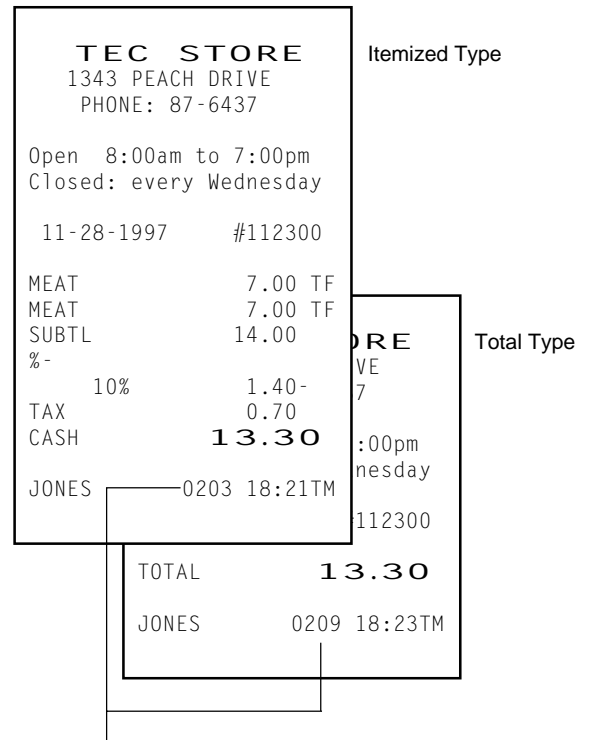 TEC STORE
1343 PEACH DRIVE
PHONE: 87-6437
Open 8:00am to 7:00pm
Closed: every Wednesday
11-28-1997 #112300
MEAT 7.00 TF
MEAT 7.00 TF
SUBTL 14.00
%-
10% 1.40-
TAX 0.70
CASH 13.30
JONES 0203 18:21TM
Itemized Type
ORE
VE
7
:00pm
nesday
#112300
TOTAL 13.30
JONES 0209 18:23TM
Total Type